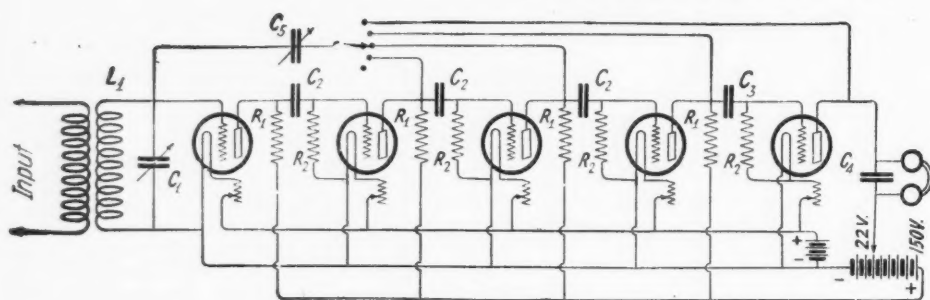 C5
L1
C2
C2
C2
C3
R1
R1
R1
R1
R2
R2
R2
R2
C1
C4
Input
22V.
150V.
+
-
-
+